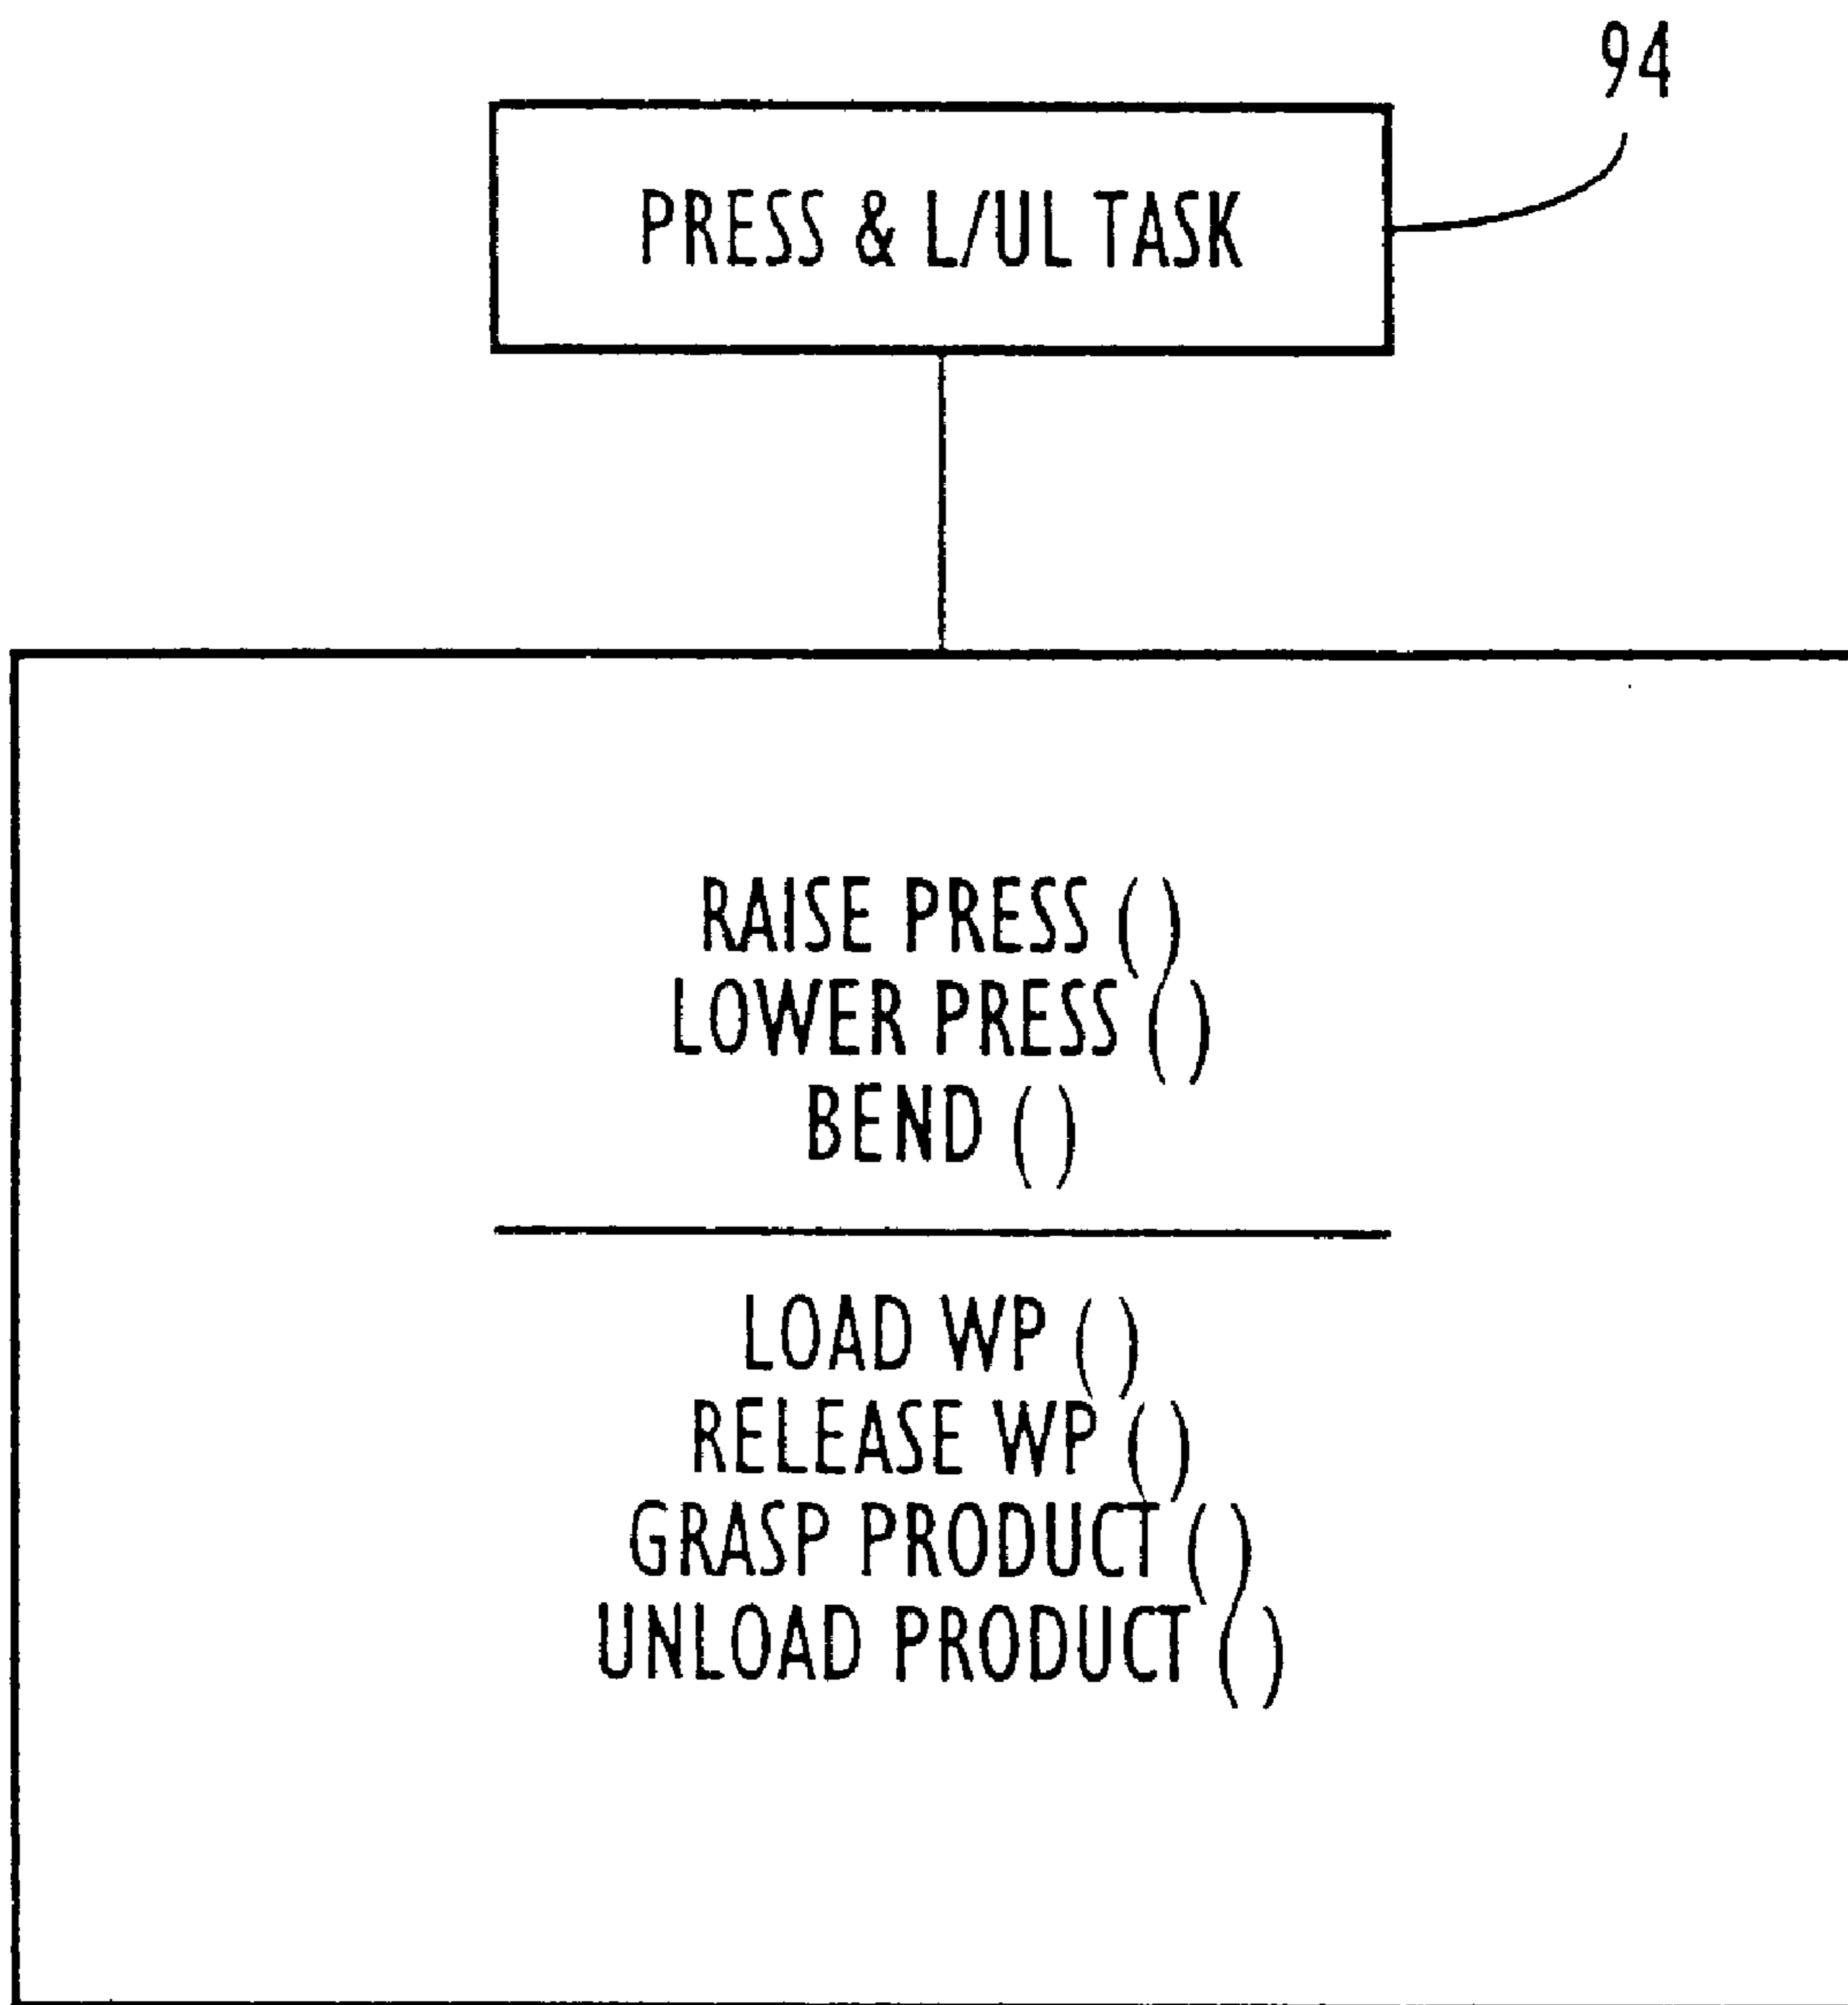 94
PRESS & L/UL TASK
RAISE PRESS ( )
LOWER PRESS ( )
BEND ( )
LOAD WP ( )
RELEASE WP ( )
GRASP PRODUCT ( )
UNLOAD PRODUCT ( )